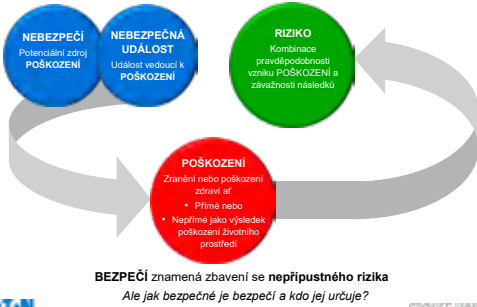 NEBEZPEČÍ
Potenciální zdroj
POŠKOZENÍ
NEBEZPEČNÁ
UDÁLOST
Událost vedoucí k
POŠKOZENÍ
RIZIKO
Kombinace
pravděpodobnosti
vzniku POŠKOZENÍ a
závažnosti následků
POŠKOZENÍ
Zranění nebo poškození
zdraví ať
• Přímé nebo
• Nepřímé jako výsledek
poškození životního
prostředí
BEZPEČÍ znamená zbavení se nepřípustného rizika
Ale jak bezpečné je bezpečí a kdo jej určuje?